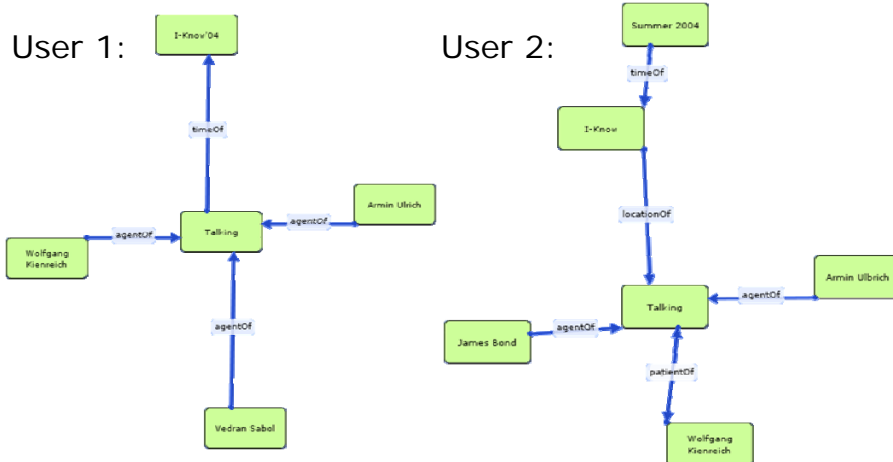 User 1:
I-Know'04
timeOf
Talking
agentOf
Armin Ulrich
agentOf
Wolfgang
Kienreich
agentOf
Vedran Sabol
User 2:
Summer 2004
timeOf
I-Know
locationOf
Talking
agentOf
Armin Ulbrich
agentOf
James Bond
patientOf
Wolfgang
Kienreich